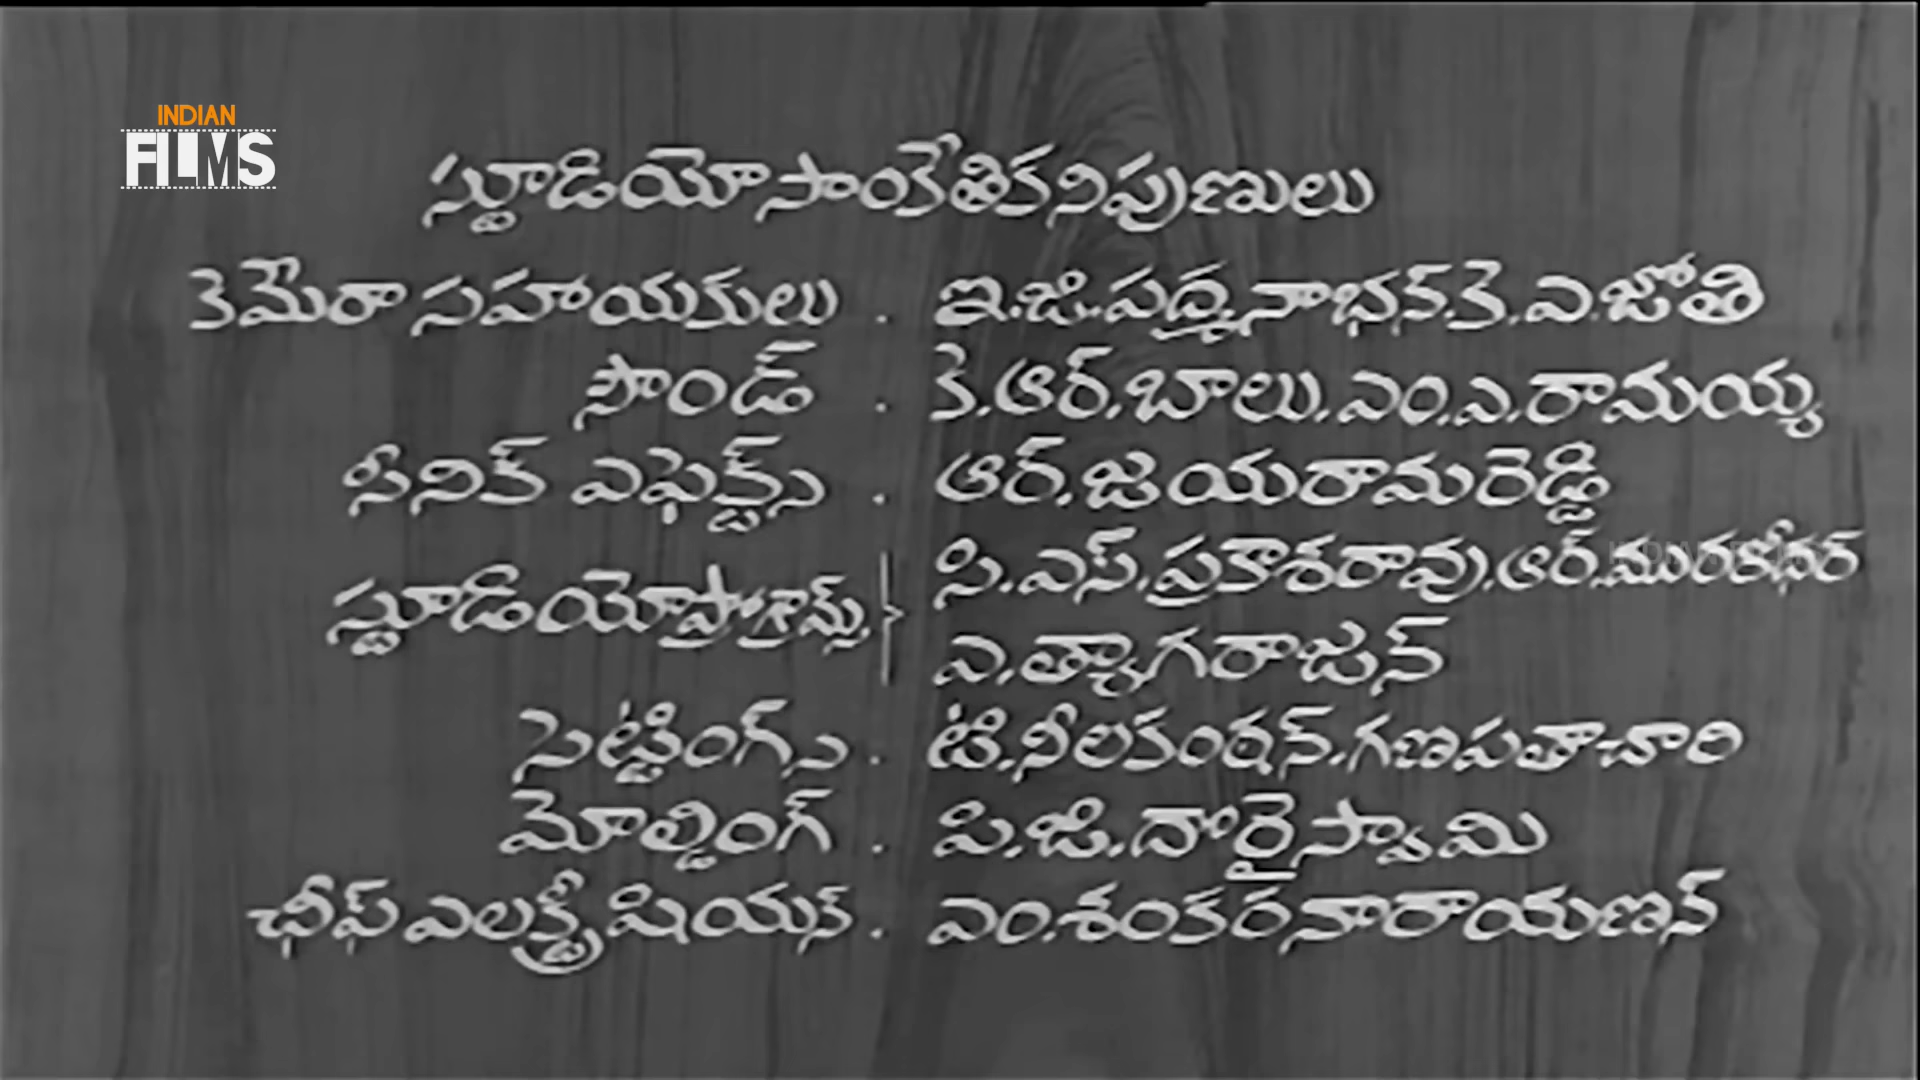 INDIAN
FILMS
స్టూడియో సాంకేతిక నిపుణులు
కెమేరా సహాయకులు . ఇ.జి.పద్మనాభన్.కె.ఎ.జోతి
సౌండ్ . కె.ఆర్.బాలు.ఎం.ఎ.రామయ్య
సీనిక్ ఎఫెక్ట్స్ . ఆర్.జయరామరెడ్డి
సి.ఎస్.ప్రకాశరావు.ఆర్.మురళీధర్
స్టూడియోప్రోగ్రామ్స్.
ఎ.త్యాగరాజన్
సెట్టింగ్స్ . టి.నీలకంఠన్.గణపతాచారి
మోల్డింగ్ . పి.జి.దొరైస్వామి
ఛీఫ్ ఎలక్ట్రీషియన్ . ఎం.శంకరనారాయణన్